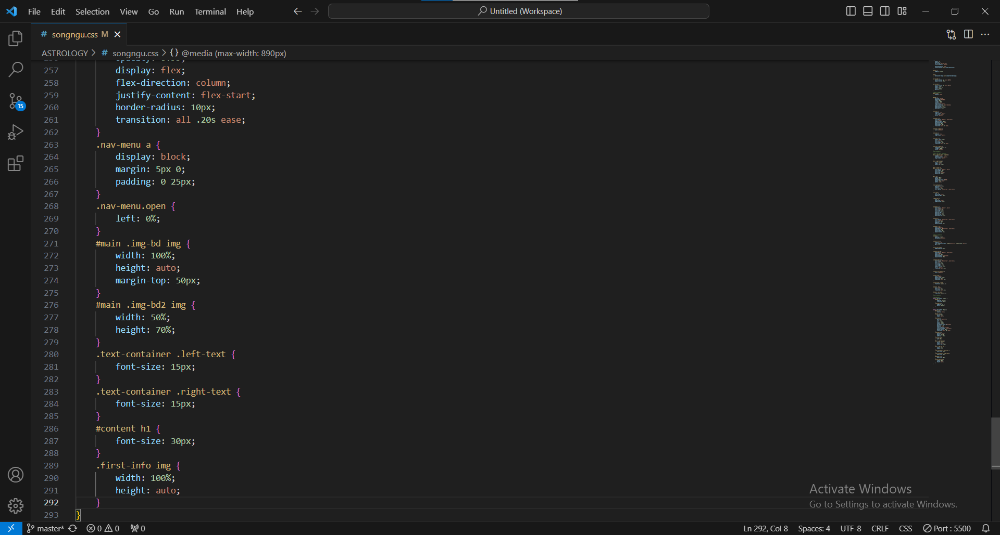 File Edit Selection View Go Run Terminal Help
Untitled (Workspace)
# songngu.css M
ASTROLOGY > # songngu.css > {} @media (max-width: 890px)
257 display: flex;
258 flex-direction: column;
259 justify-content: flex-start;
260 border-radius: 10px;
261 transition: all .20s ease;
262 }
263 .nav-menu a {
264 display: block;
265 margin: 5px 0;
266 padding: 0 25px;
267 }
268 .nav-menu.open {
269 left: 0%;
270 }
271 #main .img-bd img {
272 width: 100%;
273 height: auto;
274 margin-top: 50px;
275 }
276 #main .img-bd2 img {
277 width: 50%;
278 height: 70%;
279 }
280 .text-container .left-text {
281 font-size: 15px;
282 }
283 .text-container .right-text {
284 font-size: 15px;
285 }
286 #content h1 {
287 font-size: 30px;
288 }
289 .first-info img {
290 width: 100%;
291 height: auto;
292 }
293 }
15
Activate Windows
Go to Settings to activate Windows.
master* 0 0 0 Ln 292, Col 8 Spaces: 4 UTF-8 CRLF CSS Port : 5500